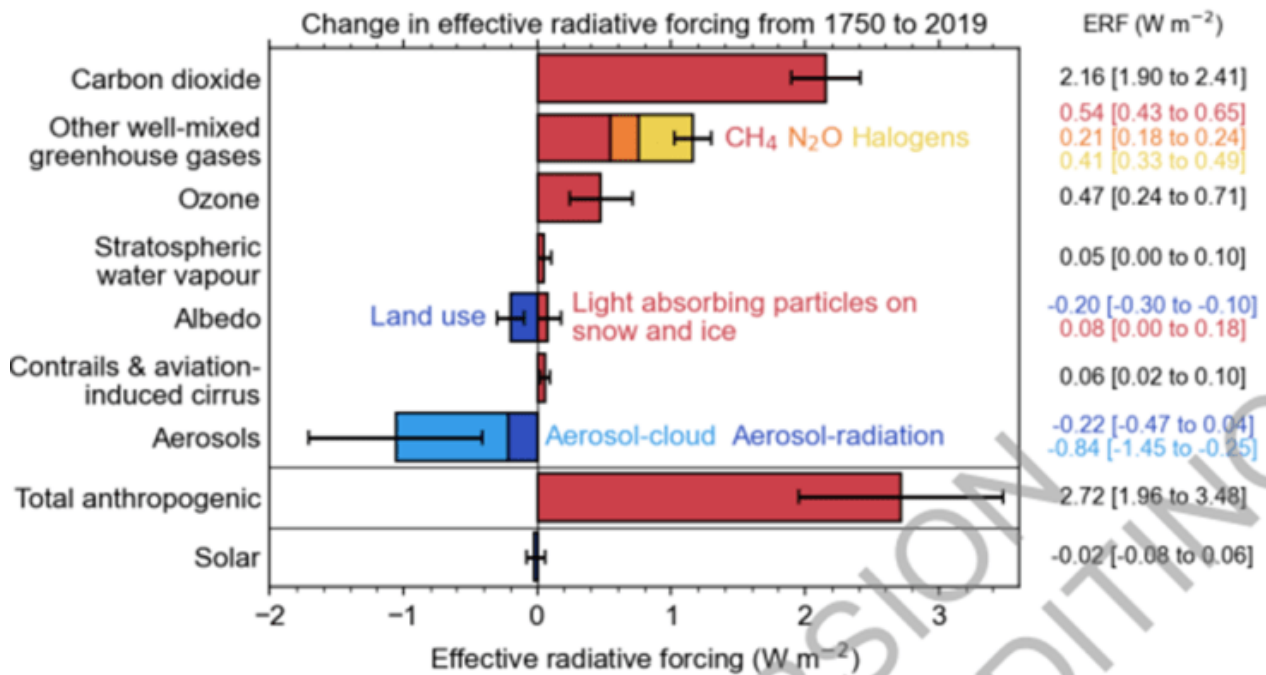 Change in effective radiative forcing from 1750 to 2019
ERF (W m⁻²)
Carbon dioxide
2.16 [1.90 to 2.41]
Other well-mixed
greenhouse gases
CH₄ N₂O Halogens
0.54 [0.43 to 0.65]
0.21 [0.18 to 0.24]
0.41 [0.33 to 0.49]
Ozone
0.47 [0.24 to 0.71]
Stratospheric
water vapour
0.05 [0.00 to 0.10]
Albedo
Land use
Light absorbing particles on
snow and ice
-0.20 [-0.30 to -0.10]
0.08 [0.00 to 0.18]
Contrails & aviation-
induced cirrus
0.06 [0.02 to 0.10]
Aerosols
Aerosol-cloud Aerosol-radiation
-0.22 [-0.47 to 0.04]
-0.84 [-1.45 to -0.25]
Total anthropogenic
2.72 [1.96 to 3.48]
Solar
-0.02 [-0.08 to 0.06]
−2 −1 0 1 2 3
Effective radiative forcing (W m⁻²)